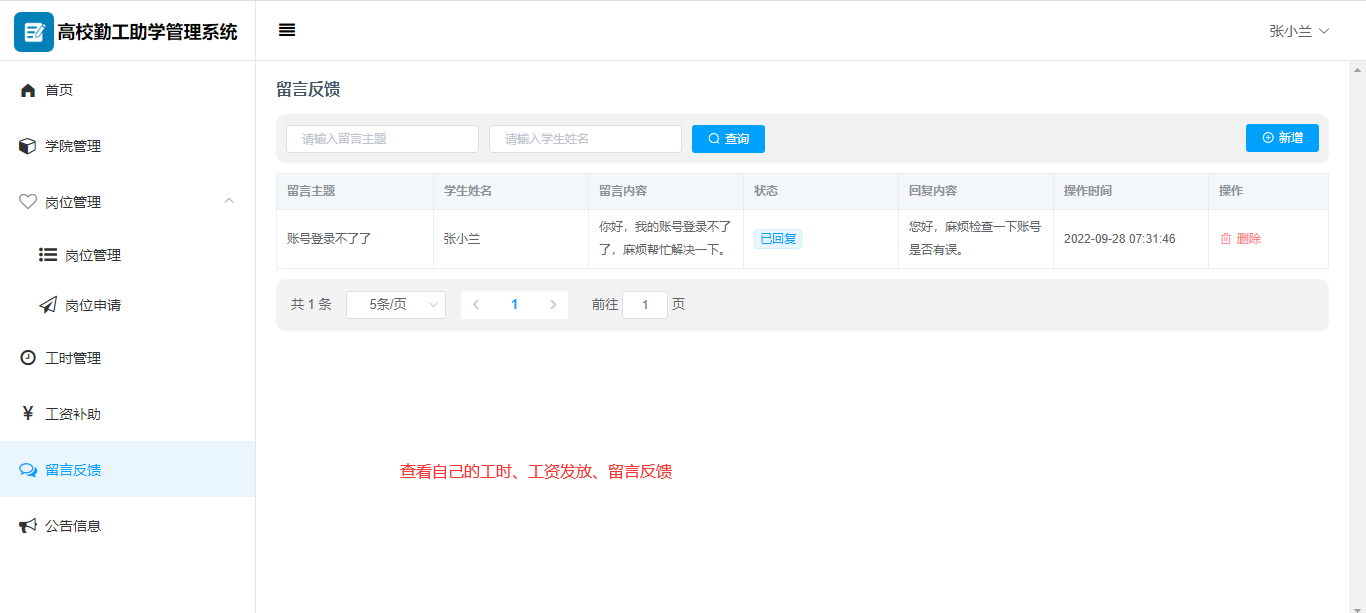 高校勤工助学管理系统
张小兰
首页
学院管理
岗位管理
岗位管理
岗位申请
工时管理
工资补助
留言反馈
公告信息
留言反馈
请输入留言主题 请输入学生姓名 查询 新增
留言主题 学生姓名 留言内容 状态 回复内容 操作时间 操作
账号登录不了了 张小兰 你好，我的账号登录不了了，麻烦帮忙解决一下。 已回复 您好，麻烦检查一下账号是否有误。 2022-09-28 07:31:46 删除
共 1 条 5条/页 1 前往 1 页
查看自己的工时、工资发放、留言反馈